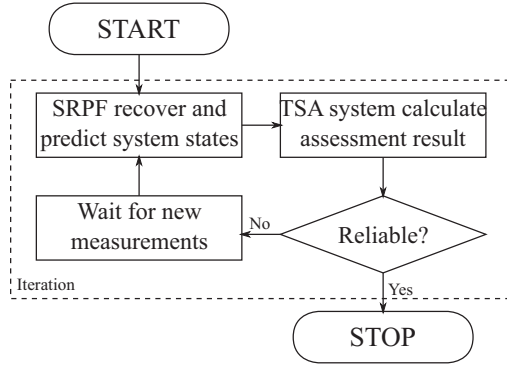 START
SRPF recover and
predict system states
TSA system calculate
assessment result
Wait for new
measurements
No
Reliable?
Iteration
Yes
STOP